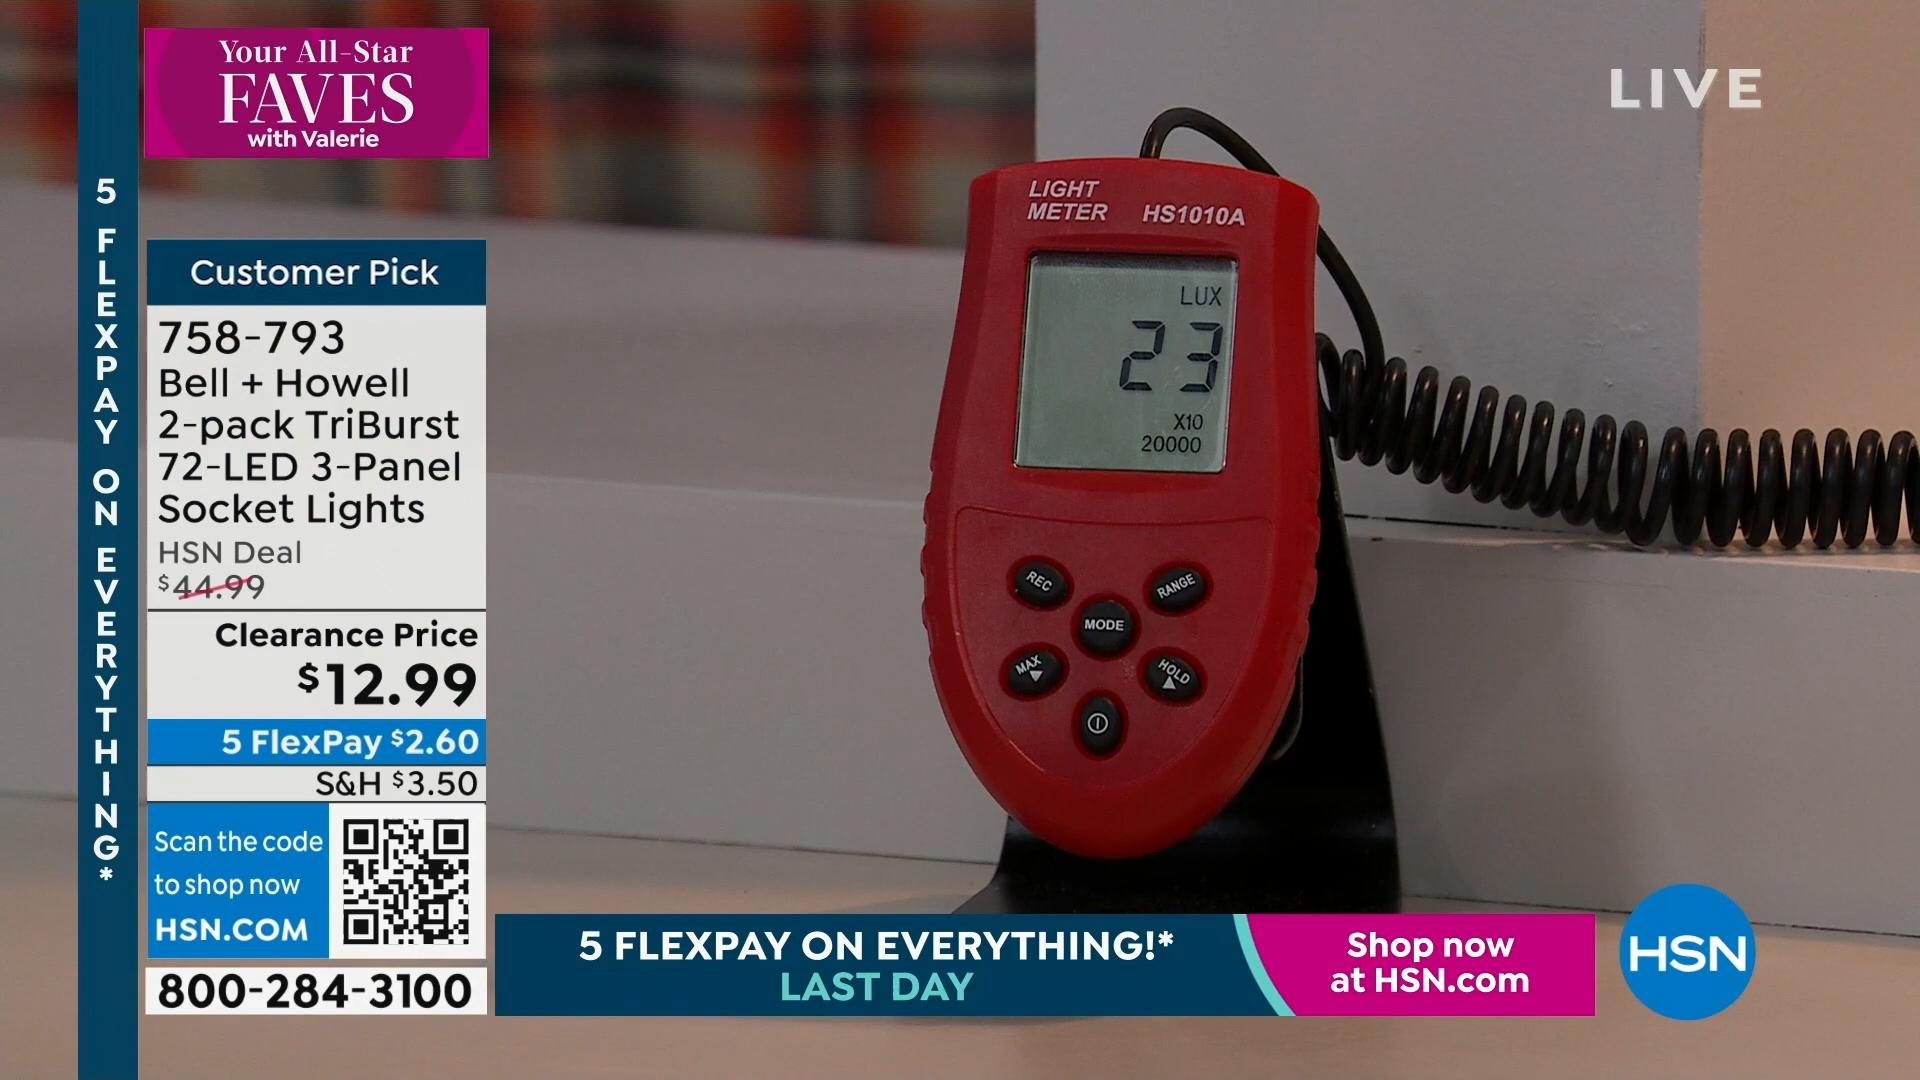 Your All-Star
FAVES
with Valerie
5 FLEXPAY ON EVERYTHING*
Customer Pick
758-793
Bell + Howell
2-pack TriBurst
72-LED 3-Panel
Socket Lights
HSN Deal
$44.99
Clearance Price
$12.99
5 FlexPay $2.60
S&H $3.50
Scan the code
to shop now
HSN.COM
800-284-3100
LIVE
LIGHT
METER HS1010A
LUX
23
X10
20000
REC
RANGE
MODE
MAX
HOLD
5 FLEXPAY ON EVERYTHING!*
LAST DAY
Shop now
at HSN.com
HSN